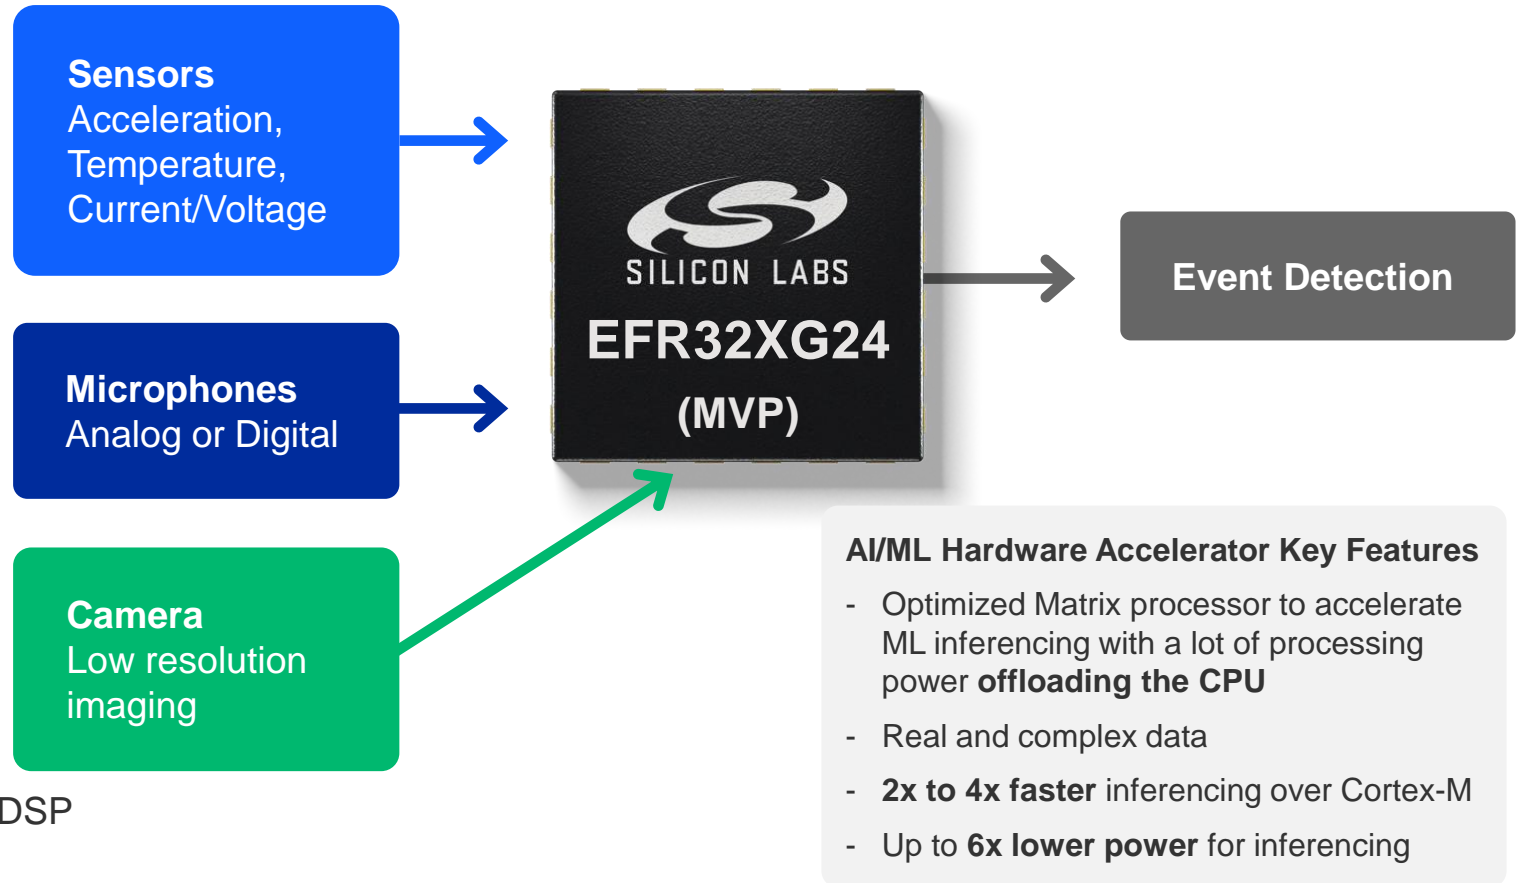 Sensors
Acceleration,
Temperature,
Current/Voltage
Microphones
Analog or Digital
Camera
Low resolution
imaging
DSP
SILICON LABS
EFR32XG24
(MVP)
Event Detection
AI/ML Hardware Accelerator Key Features
- Optimized Matrix processor to accelerate
ML inferencing with a lot of processing
power offloading the CPU
- Real and complex data
- 2x to 4x faster inferencing over Cortex-M
- Up to 6x lower power for inferencing